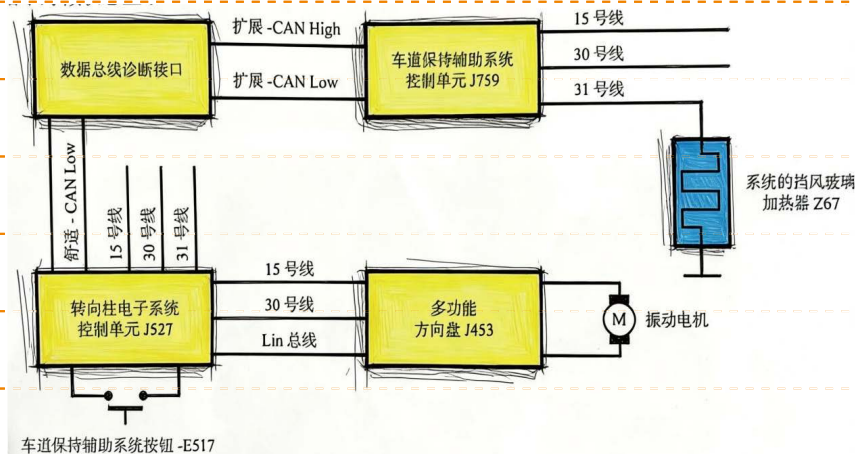 扩展 -CAN High
15 号线
数据总线诊断接口
车道保持辅助系统
控制单元 J759
30 号线
扩展 -CAN Low
31 号线
舒适 - CAN Low
15 号线
30 号线
31 号线
系统的挡风玻璃
加热器 Z67
转向柱电子系统
控制单元 J527
15 号线
30 号线
Lin 总线
多功能
方向盘 J453
M
振动电机
车道保持辅助系统按钮 -E517